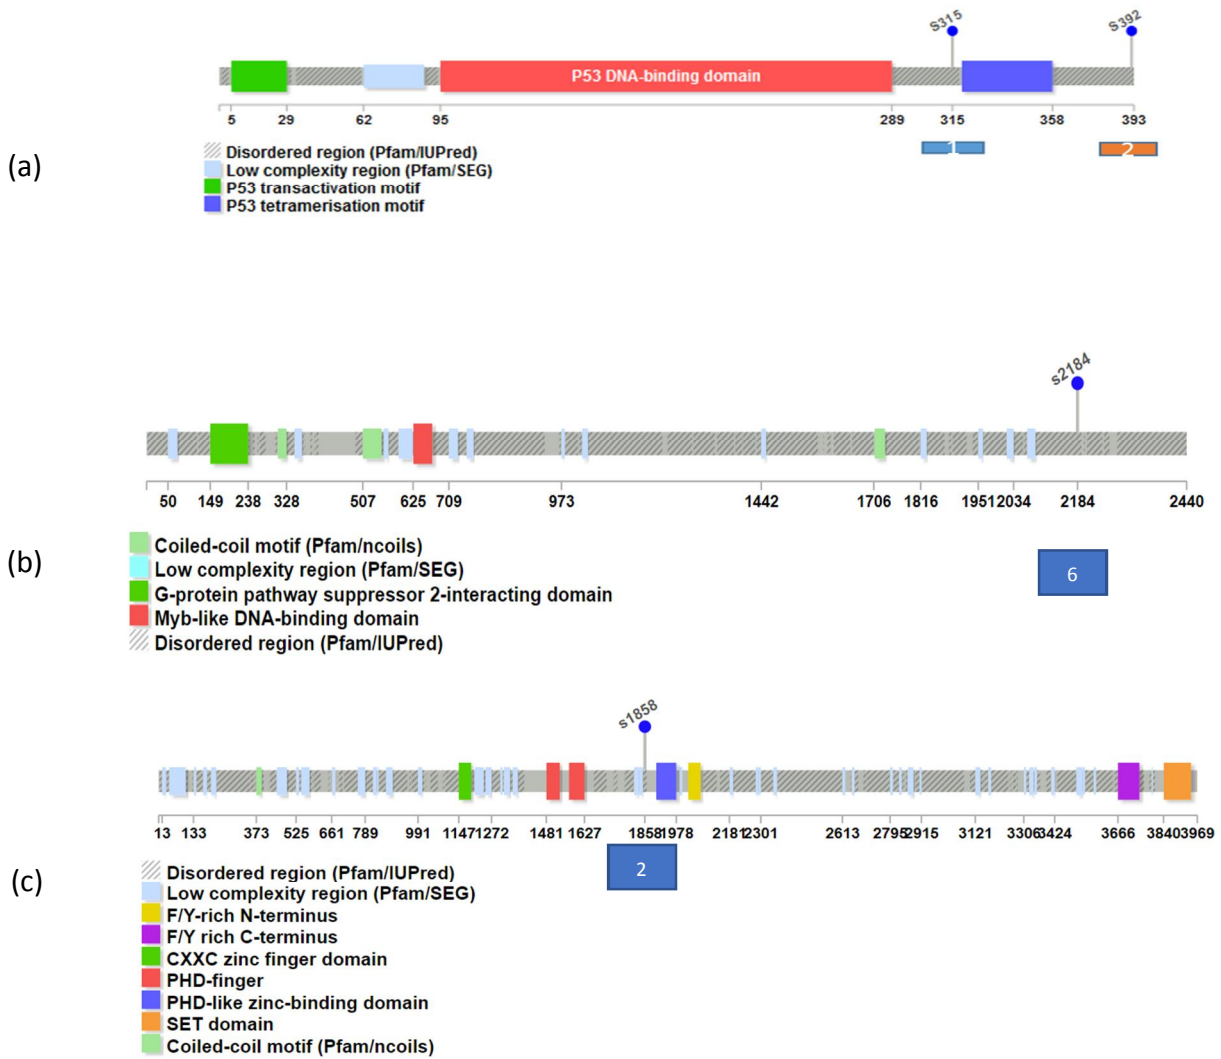 S315 S392
P53 DNA-binding domain
5 29 62 95 289 315 358 393
(a)
1 2
Disordered region (Pfam/IUPred)
Low complexity region (Pfam/SEG)
P53 transactivation motif
P53 tetramerisation motif
s2184
50 149 238 328 507 625 709 973 1442 1706 1816 1951 2034 2184 2440
(b)
Coiled-coil motif (Pfam/ncoils)
Low complexity region (Pfam/SEG)
6
G-protein pathway suppressor 2-interacting domain
Myb-like DNA-binding domain
Disordered region (Pfam/IUPred)
s1858
13 133 373 525 661 789 991 1147 1272 1481 1627 1858 1978 2181 2301 2613 2795 2915 3121 3306 3424 3666 3840 3969
(c)
2
Disordered region (Pfam/IUPred)
Low complexity region (Pfam/SEG)
F/Y-rich N-terminus
F/Y rich C-terminus
CXXC zinc finger domain
PHD-finger
PHD-like zinc-binding domain
SET domain
Coiled-coil motif (Pfam/ncoils)